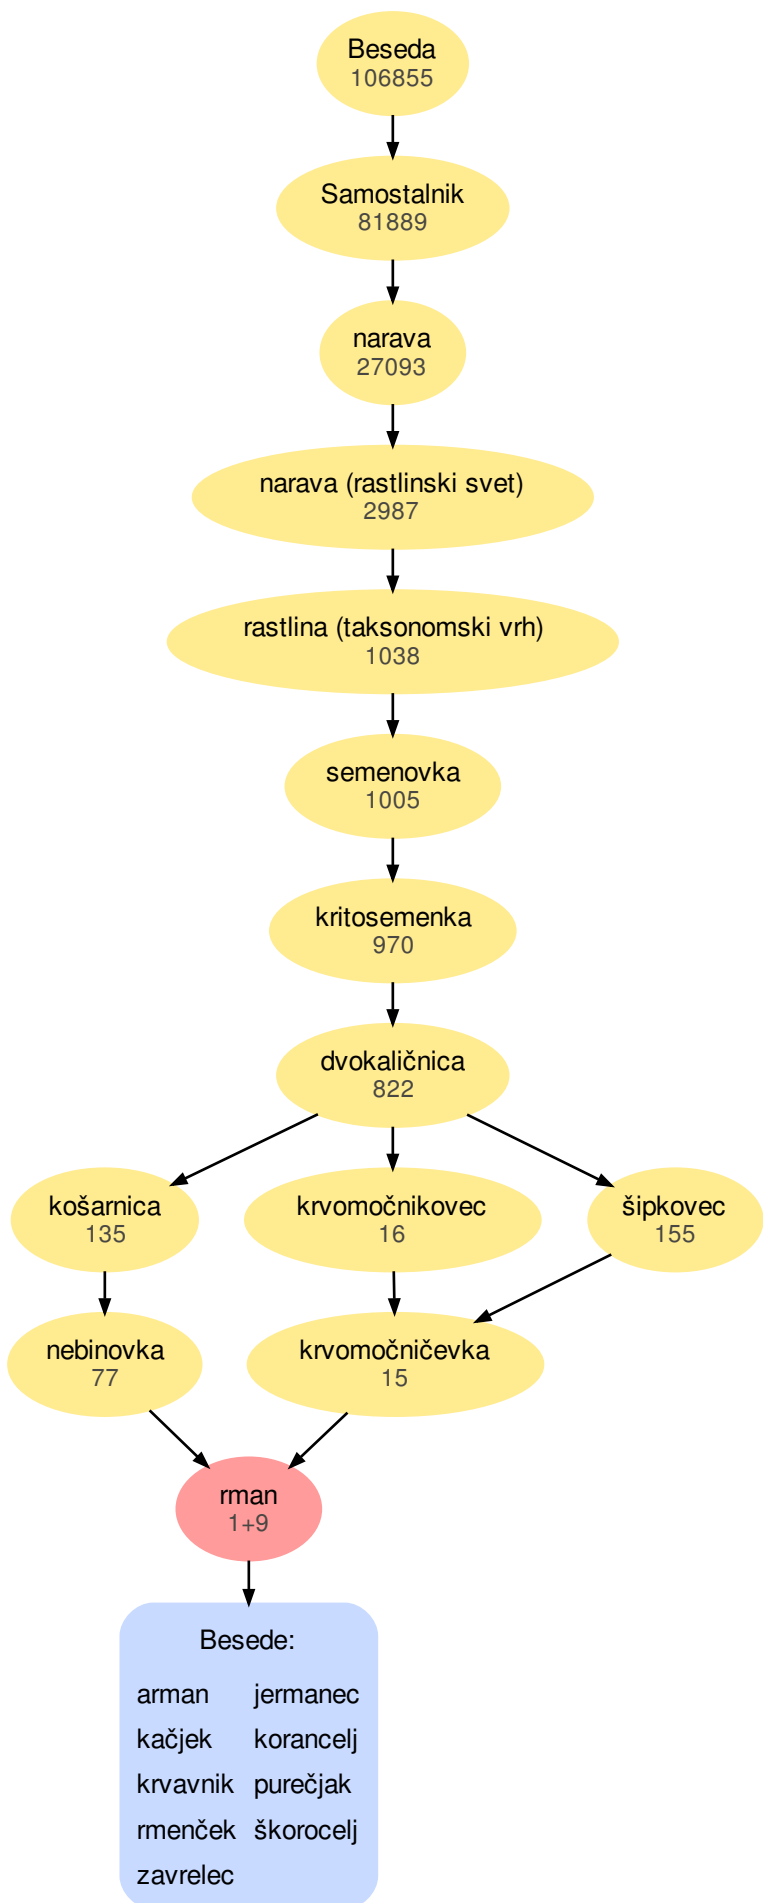 Beseda
106855
Samostalnik
81889
narava
27093
narava (rastlinski svet)
2987
rastlina (taksonomski vrh)
1038
semenovka
1005
kritosemenka
970
dvokaličnica
822
košarnica
135
krvomočnikovec
16
šipkovec
155
nebinovka
77
krvomočničevka
15
rman
1+9
Besede:
arman jermanec
kačjek korancelj
krvavnik purečjak
rmenček škorocelj
zavrelec